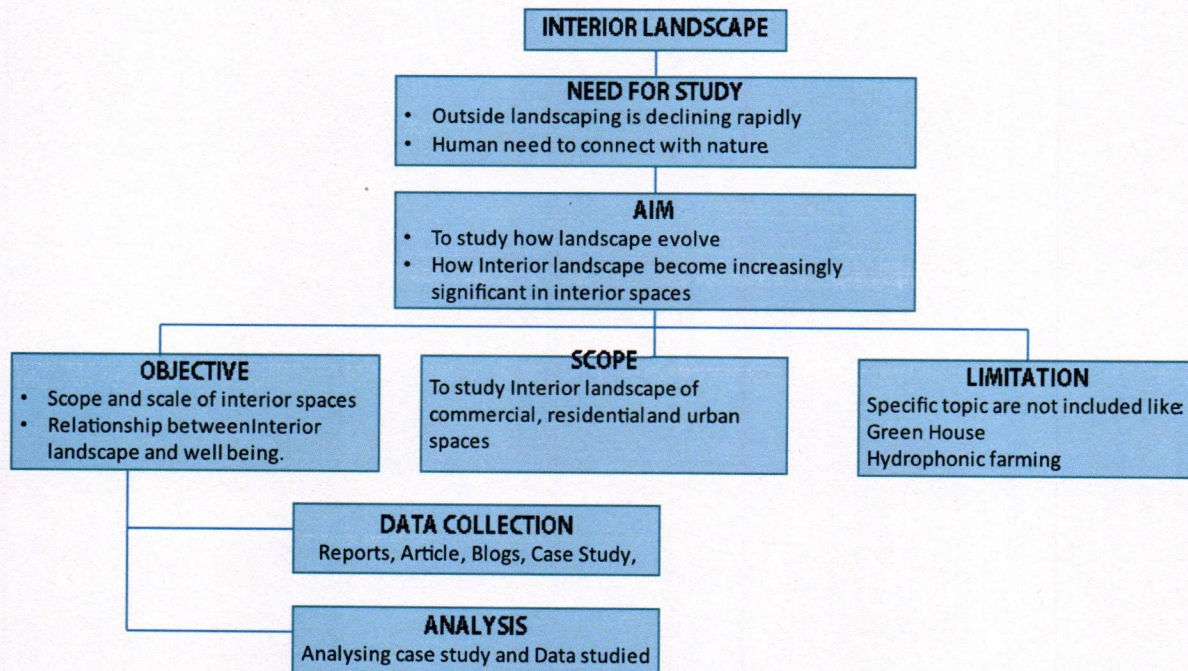 INTERIOR LANDSCAPE
NEED FOR STUDY
• Outside landscaping is declining rapidly
• Human need to connect with nature
AIM
• To study how landscape evolve
• How Interior landscape become increasingly
significant in interior spaces
OBJECTIVE
• Scope and scale of interior spaces
• Relationship betweenInterior
landscape and well being.
SCOPE
To study Interior landscape of
commercial, residentialand urban
spaces
LIMITATION
Specific topic are not included like:
Green House
Hydrophonic farming
DATA COLLECTION
Reports, Article, Blogs, Case Study,
ANALYSIS
Analysing case study and Data studied